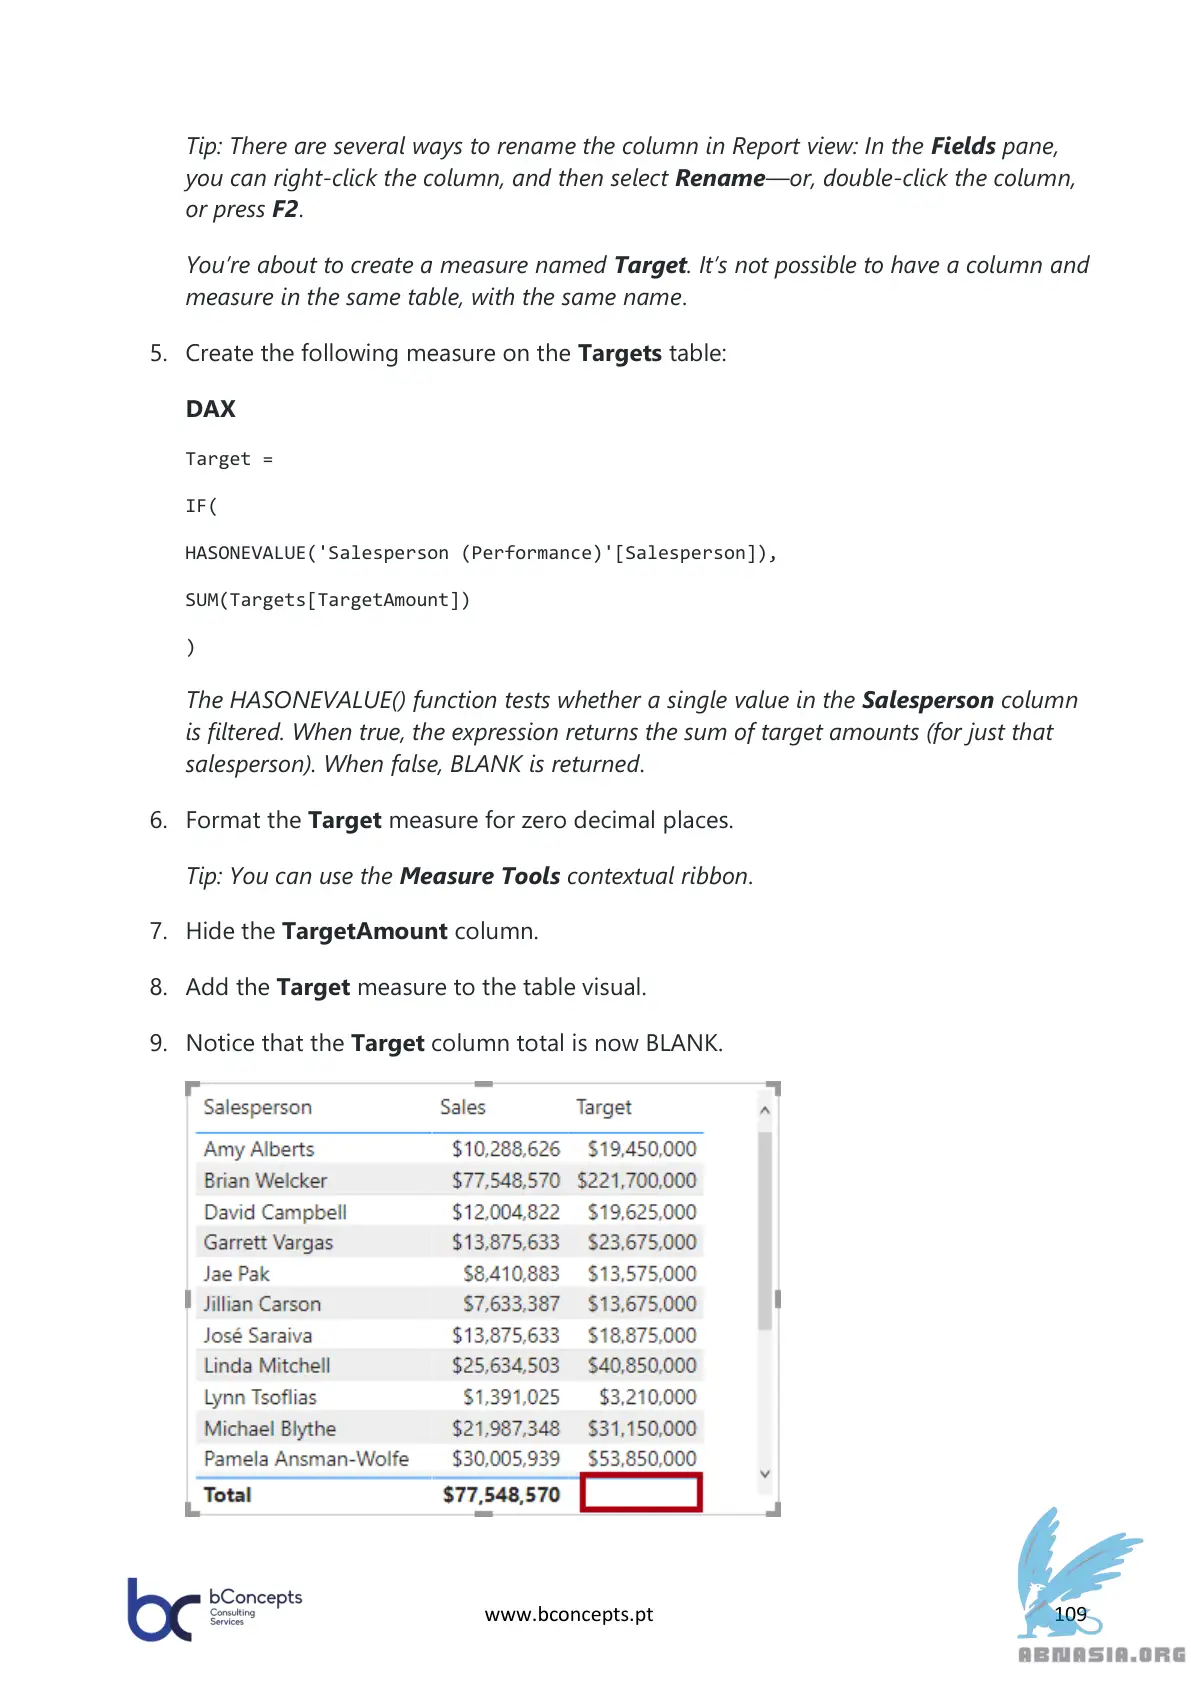 Tip: There are several ways to rename the column in Report view: In the Fields pane,
you can right-click the column, and then select Rename—or, double-click the column,
or press F2.
You’re about to create a measure named Target. It’s not possible to have a column and
measure in the same table, with the same name.
5. Create the following measure on the Targets table:
DAX
Target =
IF(
HASONEVALUE('Salesperson (Performance)'[Salesperson]),
SUM(Targets[TargetAmount])
)
The HASONEVALUE() function tests whether a single value in the Salesperson column
is filtered. When true, the expression returns the sum of target amounts (for just that
salesperson). When false, BLANK is returned.
6. Format the Target measure for zero decimal places.
Tip: You can use the Measure Tools contextual ribbon.
7. Hide the TargetAmount column.
8. Add the Target measure to the table visual.
9. Notice that the Target column total is now BLANK.
Salesperson Sales Target
Amy Alberts $10,288,626 $19,450,000
Brian Welcker $77,548,570 $221,700,000
David Campbell $12,004,822 $19,625,000
Garrett Vargas $13,875,633 $23,675,000
Jae Pak $8,410,883 $13,575,000
Jillian Carson $7,633,387 $13,675,000
José Saraiva $13,875,633 $18,875,000
Linda Mitchell $25,634,503 $40,850,000
Lynn Tsoflias $1,391,025 $3,210,000
Michael Blythe $21,987,348 $31,150,000
Pamela Ansman-Wolfe $30,005,939 $53,850,000
Total $77,548,570
bc bConcepts
Consulting
Services
www.bconcepts.pt
109
ABNASIA.ORG